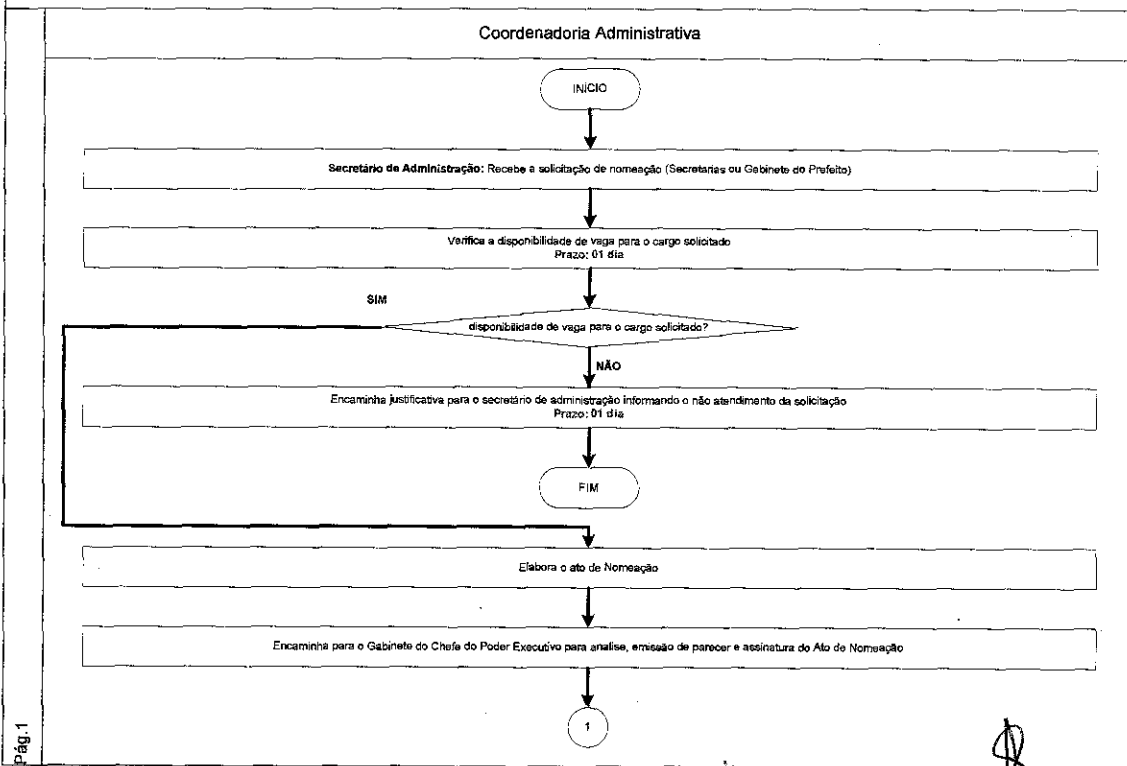 Coordenadoria Administrativa
INÍCIO
Secretário de Administração: Recebe a solicitação de nomeação (Secretarias ou Gabinete do Prefeito)
Verifica a disponibilidade de vaga para o cargo solicitado
Prazo: 01 dia
SIM
disponibilidade de vaga para o cargo solicitado?
NÃO
Encaminha justificativa para o secretário de administração informando o não atendimento da solicitação
Prazo: 01 dia
FIM
Elabora o ato de Nomeação
Encaminha para o Gabinete do Chefe do Poder Executivo para analise, emissão de parecer e assinatura do Ato de Nomeação
1
Pág.1